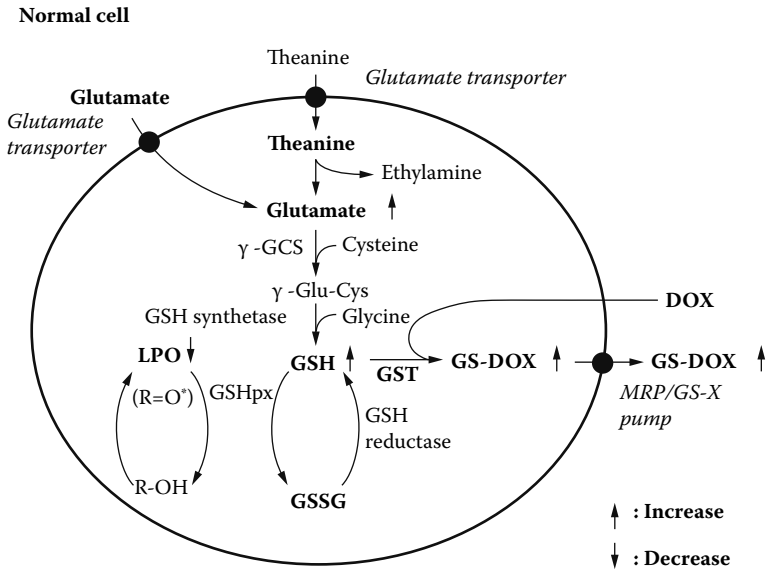 Normal cell
Theanine
Glutamate transporter
Glutamate
Glutamate
transporter
Theanine
Ethylamine
Glutamate
γ -GCS
Cysteine
γ -Glu-Cys
GSH synthetase
Glycine
DOX
LPO
GSH
GST
GS-DOX
GS-DOX
(R=O*)
GSHpx
GSH
reductase
MRP/GS-X
pump
R-OH
GSSG
: Increase
: Decrease